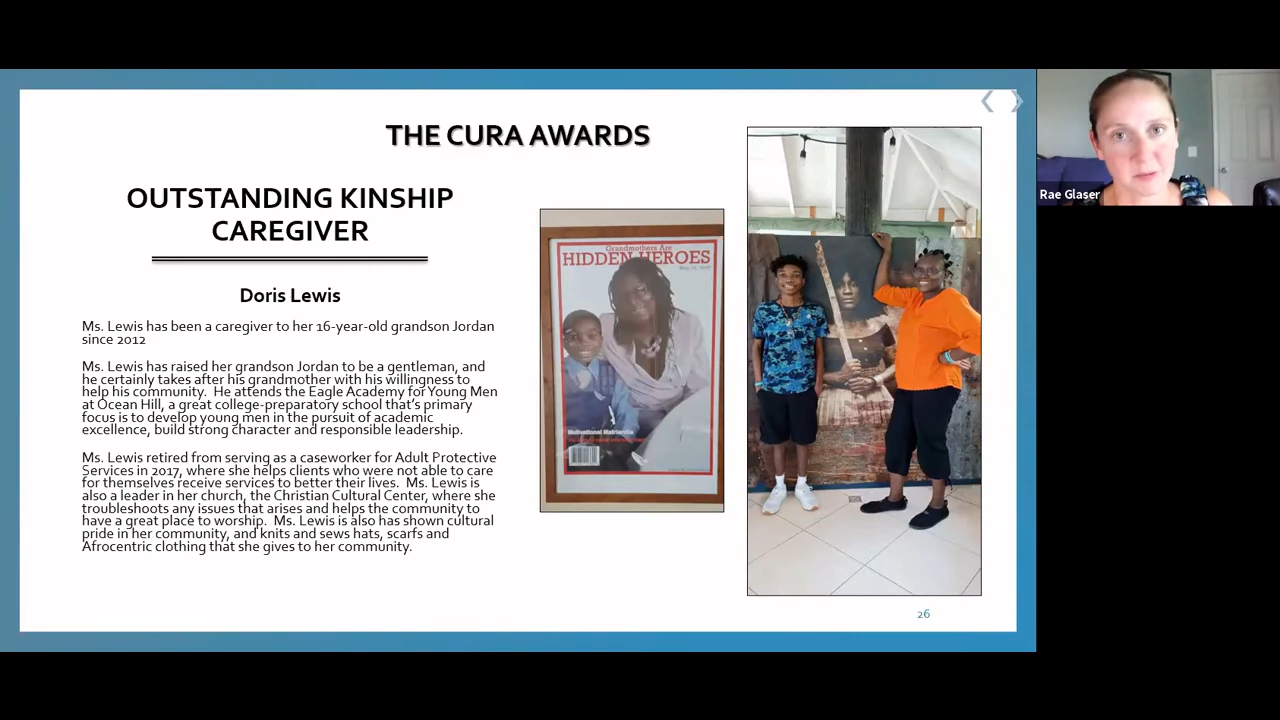 THE CURA AWARDS
OUTSTANDING KINSHIP
CAREGIVER
Doris Lewis
Ms. Lewis has been a caregiver to her 16-year-old grandson Jordan
since 2012
Ms. Lewis has raised her grandson Jordan to be a gentleman, and
he certainly takes after his grandmother with his willingness to
help his community.  He attends the Eagle Academy for Young Men
at Ocean Hill, a great college-preparatory school that's primary
focus is to develop young men in the pursuit of academic
excellence, build strong character and responsible leadership.
Ms. Lewis retired from serving as a caseworker for Adult Protective
Services in 2017, where she helps clients who were not able to care
for themselves receive services to better their lives.  Ms. Lewis is
also a leader in her church, the Christian Cultural Center, where she
troubleshoots any issues that arises and helps the community to
have a great place to worship.  Ms. Lewis is also has shown cultural
pride in her community, and knits and sews hats, scarfs and
Afrocentric clothing that she gives to her community.
Grandmothers Are
HIDDEN HEROES
Motivational Matriarchs
26
Rae Glaser